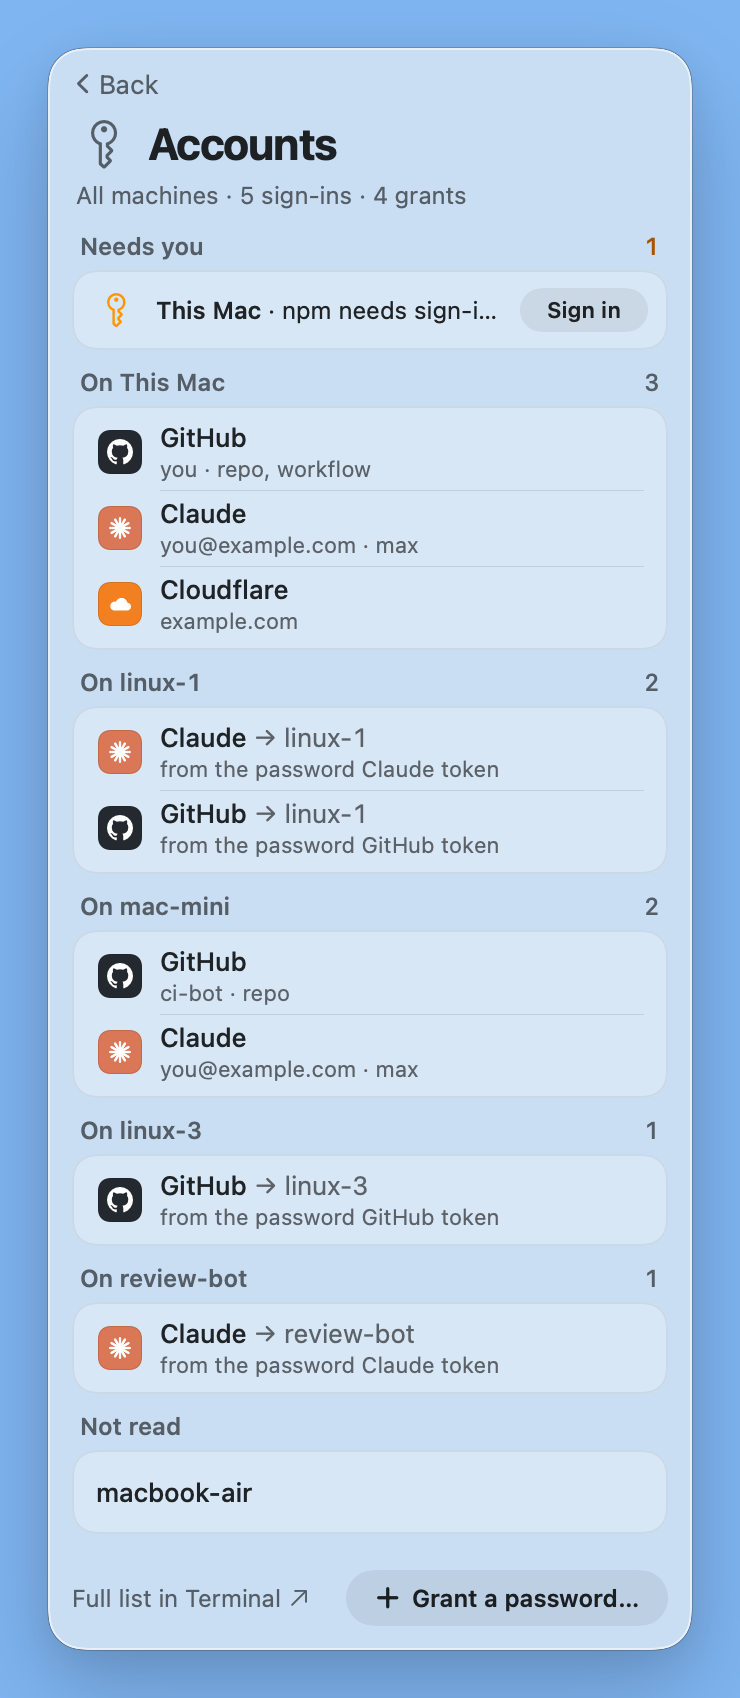 Back
Accounts
All machines · 5 sign-ins · 4 grants
Needs you 1
This Mac · npm needs sign-i... Sign in
On This Mac 3
GitHub
you · repo, workflow
Claude
you@example.com · max
Cloudflare
example.com
On linux-1 2
Claude → linux-1
from the password Claude token
GitHub → linux-1
from the password GitHub token
On mac-mini 2
GitHub
ci-bot · repo
Claude
you@example.com · max
On linux-3 1
GitHub → linux-3
from the password GitHub token
On review-bot 1
Claude → review-bot
from the password Claude token
Not read
macbook-air
Full list in Terminal ↗ + Grant a password...